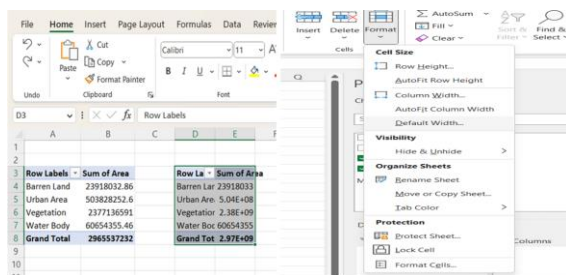 File Home Insert Page Layout Formulas Data Review
Cut
Copy
Format Painter
Paste
Calibri 11
B I U
Undo Clipboard Font
D3 fx Row Labels
A B C D E F
1
2
3 Row Labels Sum of Area Row La Sum of Area
4 Barren Land 23918032.86 Barren Lar 23918033
5 Urban Area 503828252.6 Urban Are 5.04E+08
6 Vegetation 2377136591 Vegetatior 2.38E+09
7 Water Body 60654355.46 Water Boc 60654355
8 Grand Total 2965537232 Grand Tot 2.97E+09
9
10
Insert Delete Format
Cells
AutoSum
Fill
Clear
Sort & Filter
Find & Select
Q
Cell Size
Row Height...
AutoFit Row Height
Column Width...
AutoFit Column Width
Default Width...
Visibility
Hide & Unhide
Organize Sheets
Rename Sheet
Move or Copy Sheet...
Tab Color
Protection
Protect Sheet...
Lock Cell
Format Cells...
Columns